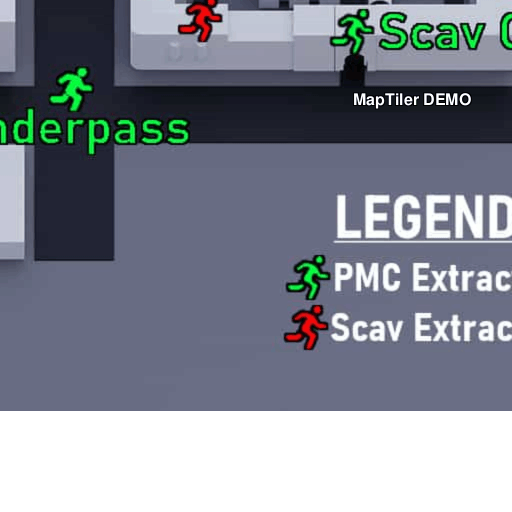 Scav
MapTiler DEMO
nderpass
LEGEND
PMC Extrac
Scav Extrac